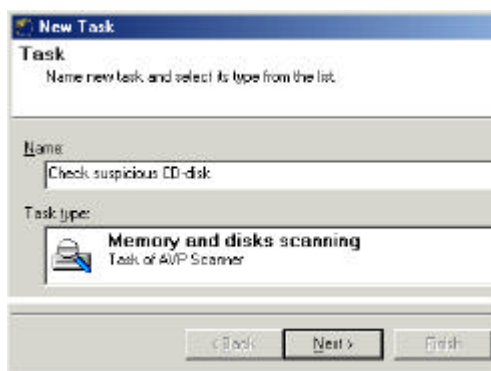 New Task
Task
Name new task and select its type from the list.
Name:
Check suspicious CD-disk
Task type:
Memory and disks scanning
Task of AVP Scanner
< Back Next > Finish